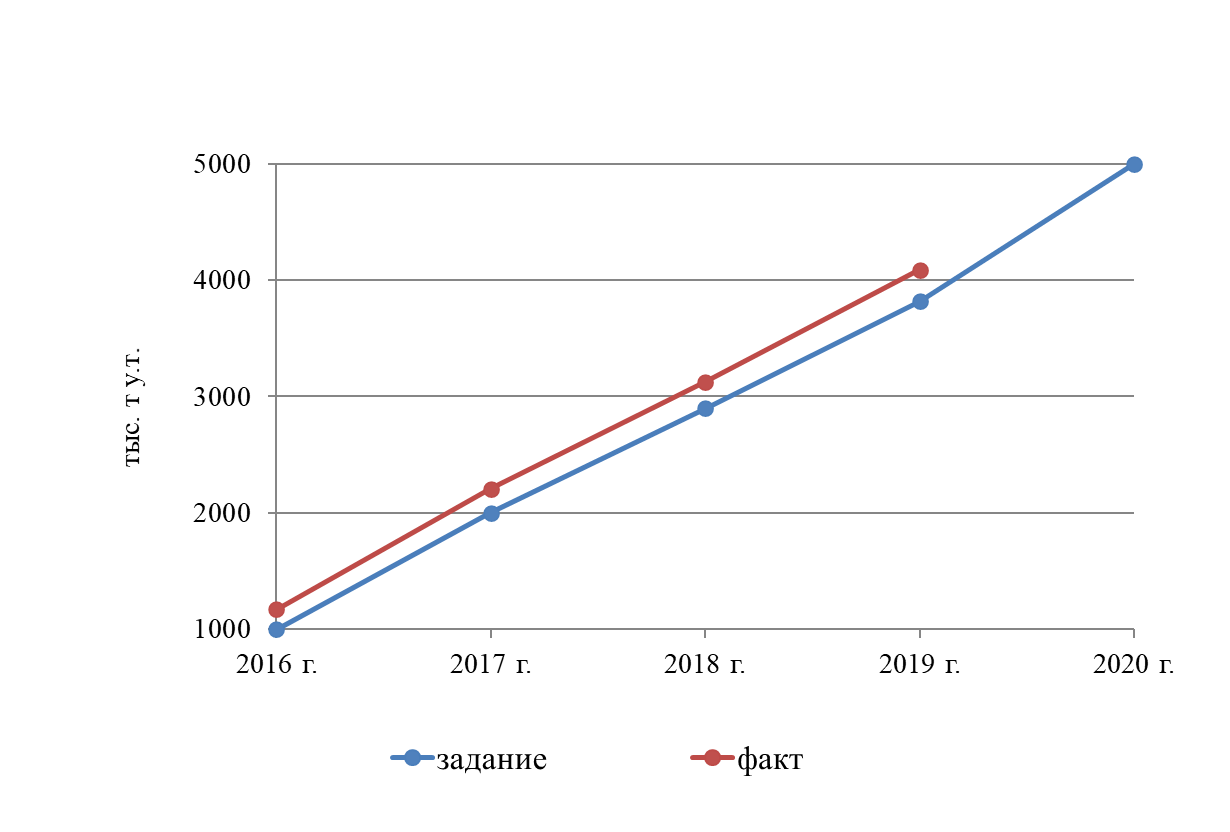 5000
4000
3000
2000
1000
тыс. т у.т.
2016 г.
2017 г.
2018 г.
2019 г.
2020 г.
задание
факт